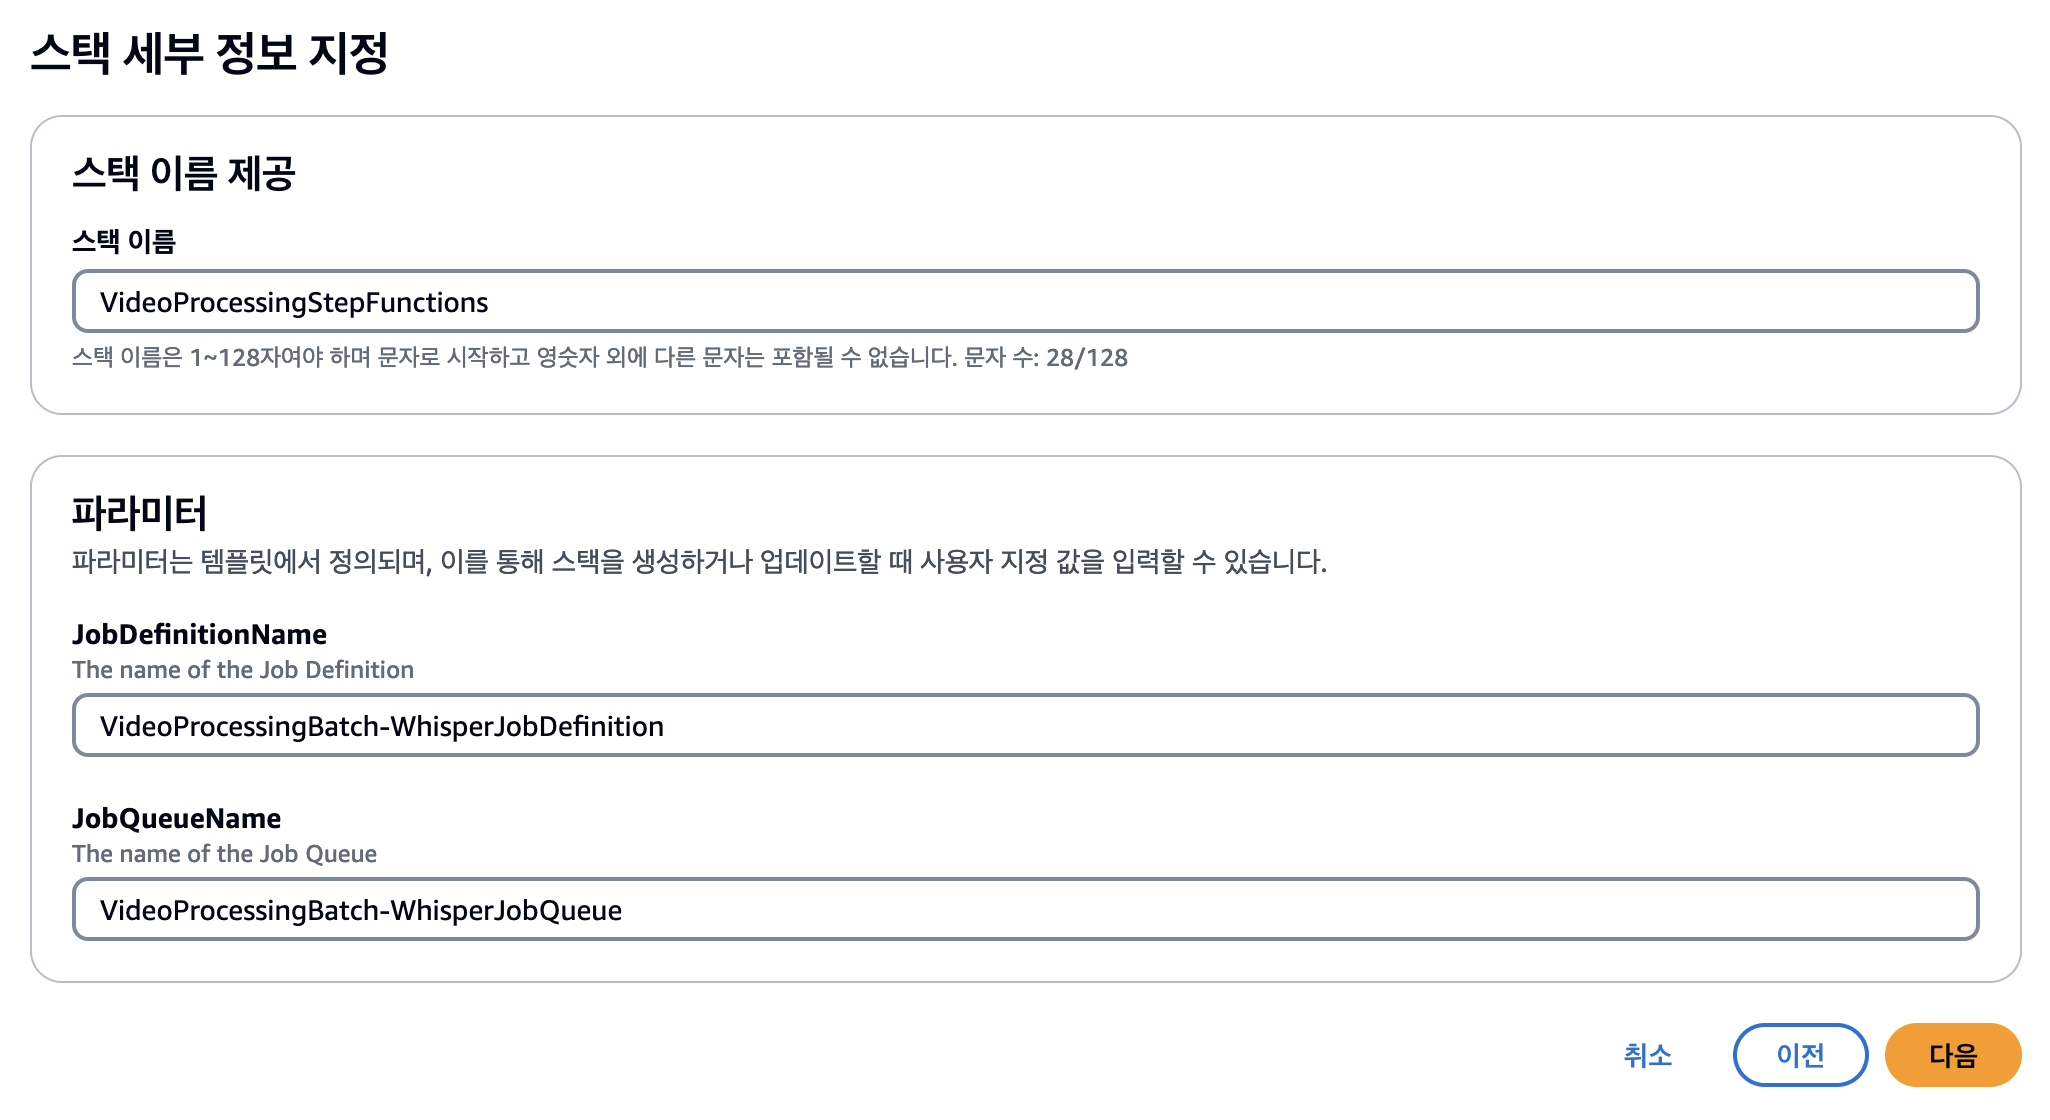 스택 세부 정보 지정
스택 이름 제공
스택 이름
VideoProcessingStepFunctions
스택 이름은 1~128자여야 하며 문자로 시작하고 영숫자 외에 다른 문자는 포함될 수 없습니다. 문자 수: 28/128
파라미터
파라미터는 템플릿에서 정의되며, 이를 통해 스택을 생성하거나 업데이트할 때 사용자 지정 값을 입력할 수 있습니다.
JobDefinitionName
The name of the Job Definition
VideoProcessingBatch-WhisperJobDefinition
JobQueueName
The name of the Job Queue
VideoProcessingBatch-WhisperJobQueue
취소 이전 다음